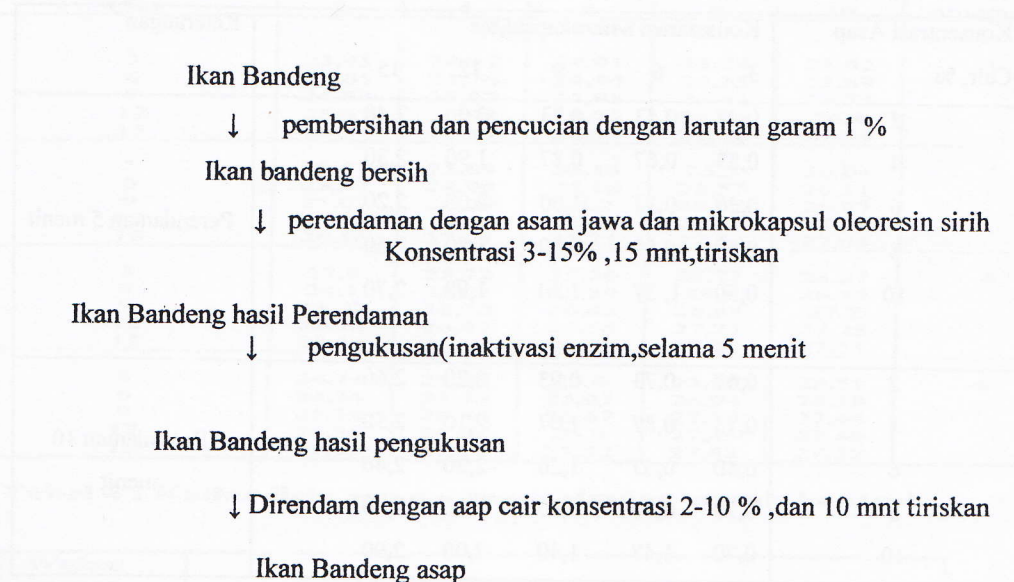 Ikan Bandeng
↓ pembersihan dan pencucian dengan larutan garam 1 %
Ikan bandeng bersih
↓ perendaman dengan asam jawa dan mikrokapsul oleoresin sirih
Konsentrasi 3-15% ,15 mnt,tiriskan
Ikan Bandeng hasil Perendaman
↓ pengukusan(inaktivasi enzim,selama 5 menit
Ikan Bandeng hasil pengukusan
↓ Direndam dengan aap cair konsentrasi 2-10 % ,dan 10 mnt tiriskan
Ikan Bandeng asap